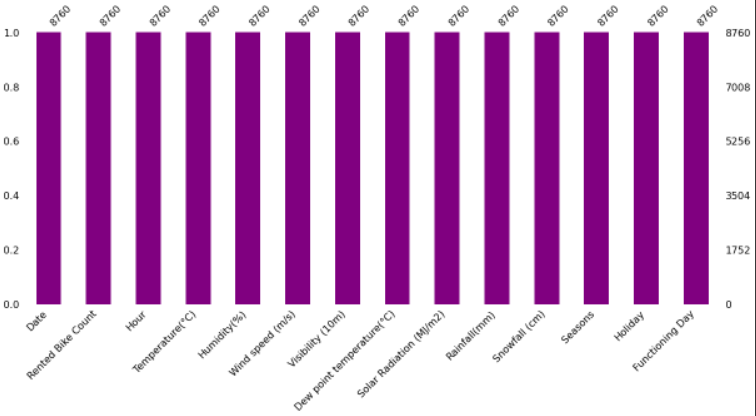 8760 8760 8760 8760 8760 8760 8760 8760 8760 8760 8760 8760 8760 8760
1.0 8760
0.8 7008
0.6 5256
0.4 3504
0.2 1752
0.0 0
Date
Rented Bike Count
Hour
Temperature(°C)
Humidity(%)
Wind speed (m/s)
Visibility (10m)
Dew point temperature(°C)
Solar Radiation (MJ/m2)
Rainfall(mm)
Snowfall (cm)
Seasons
Holiday
Functioning Day